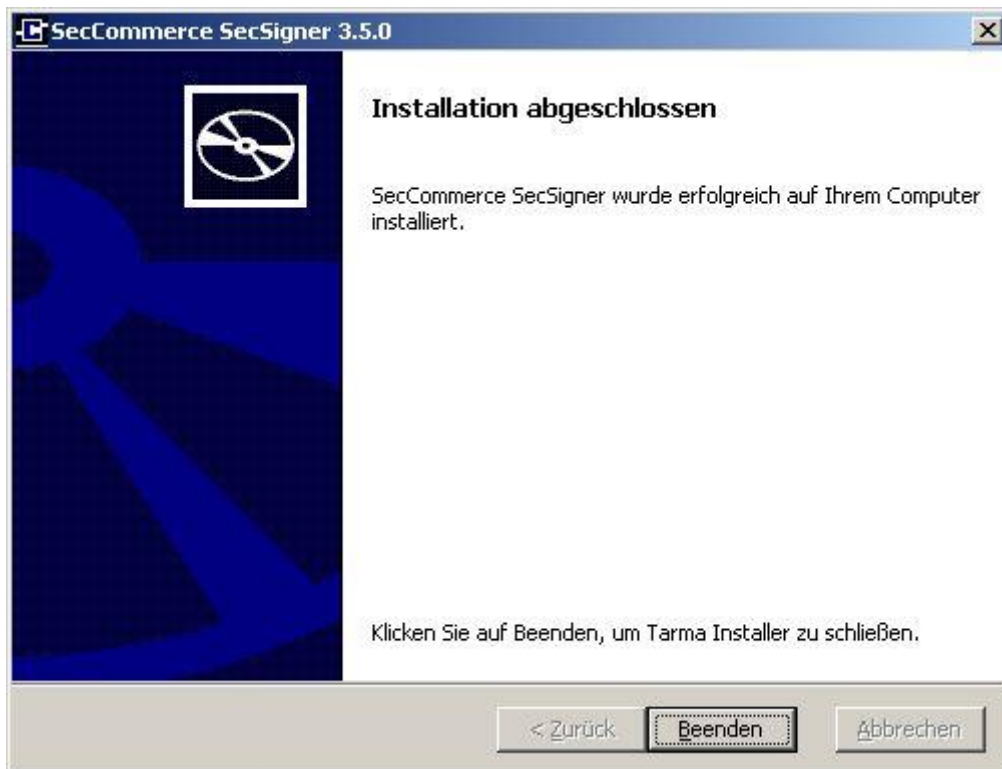 SecCommerce SecSigner 3.5.0
Installation abgeschlossen
SecCommerce SecSigner wurde erfolgreich auf Ihrem Computer
installiert.
Klicken Sie auf Beenden, um Tarma Installer zu schließen.
< Zurück
Beenden
Abbrechen